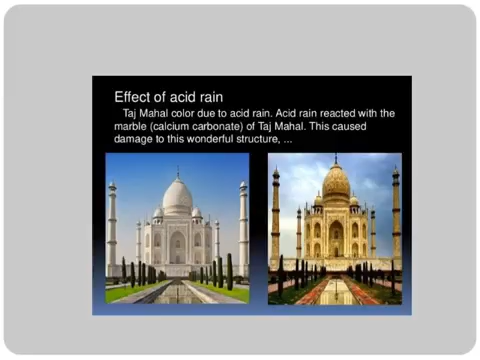 Effect of acid rain
Taj Mahal color due to acid rain. Acid rain reacted with the
marble (calcium carbonate) of Taj Mahal. This caused
damage to this wonderful structure, ...